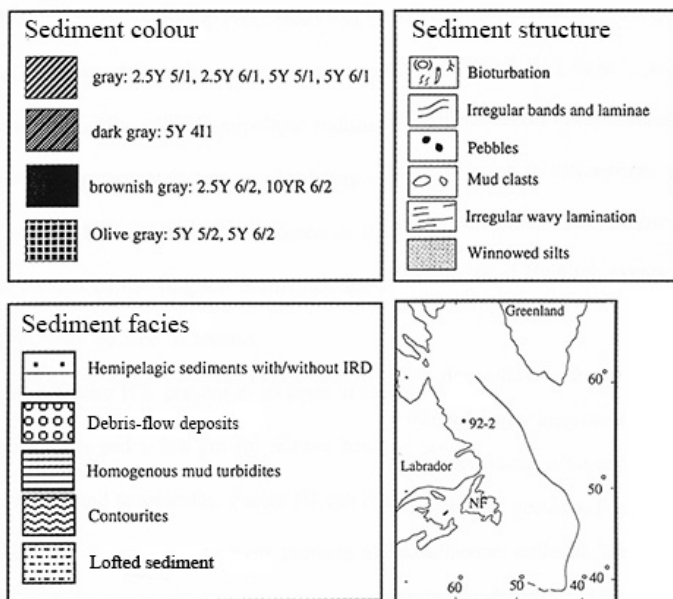 Sediment colour
gray: 2.5Y 5/1, 2.5Y 6/1, 5Y 5/1, 5Y 6/1
dark gray: 5Y 4I1
brownish gray: 2.5Y 6/2, 10YR 6/2
Olive gray: 5Y 5/2, 5Y 6/2
Sediment structure
Bioturbation
Irregular bands and laminae
Pebbles
Mud clasts
Irregular wavy lamination
Winnowed silts
Sediment facies
Hemipelagic sediments with/without IRD
Debris-flow deposits
Homogenous mud turbidites
Contourites
Lofted sediment
Greenland
60°
92-2
Labrador
50°
NF
40°
60° 50° 40°